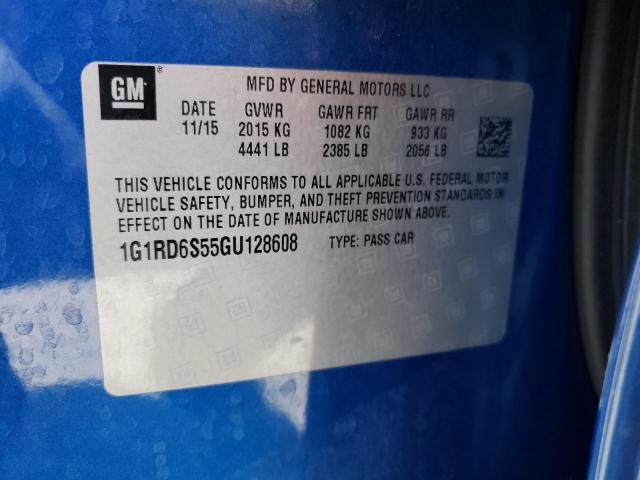 GM®
MFD BY GENERAL MOTORS LLC
DATE GVWR GAWR FRT GAWR RR
11/15 2015 KG 1082 KG 933 KG
4441 LB 2385 LB 2056 LB
THIS VEHICLE CONFORMS TO ALL APPLICABLE U.S. FEDERAL MOTOR
VEHICLE SAFETY, BUMPER, AND THEFT PREVENTION STANDARDS IN
EFFECT ON THE DATE OF MANUFACTURE SHOWN ABOVE.
1G1RD6S55GU128608 TYPE: PASS CAR